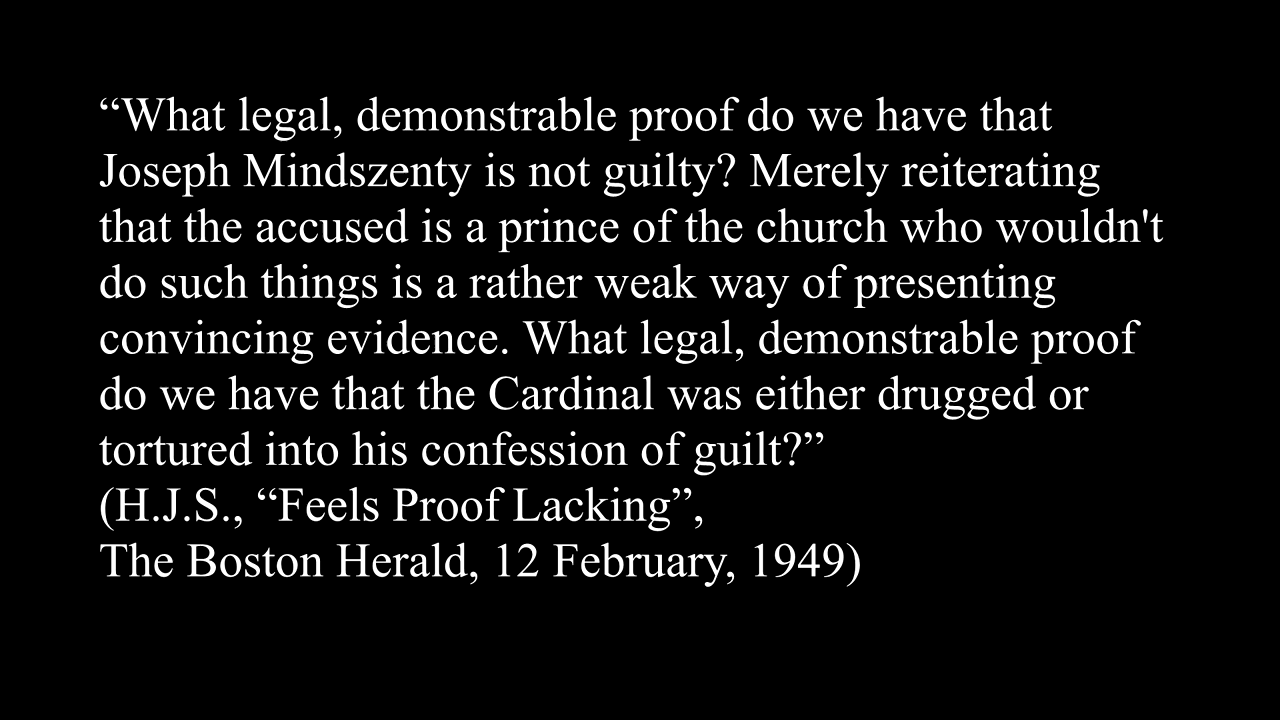 “What legal, demonstrable proof do we have that
Joseph Mindszenty is not guilty? Merely reiterating
that the accused is a prince of the church who wouldn't
do such things is a rather weak way of presenting
convincing evidence. What legal, demonstrable proof
do we have that the Cardinal was either drugged or
tortured into his confession of guilt?”
(H.J.S., “Feels Proof Lacking”,
The Boston Herald, 12 February, 1949)